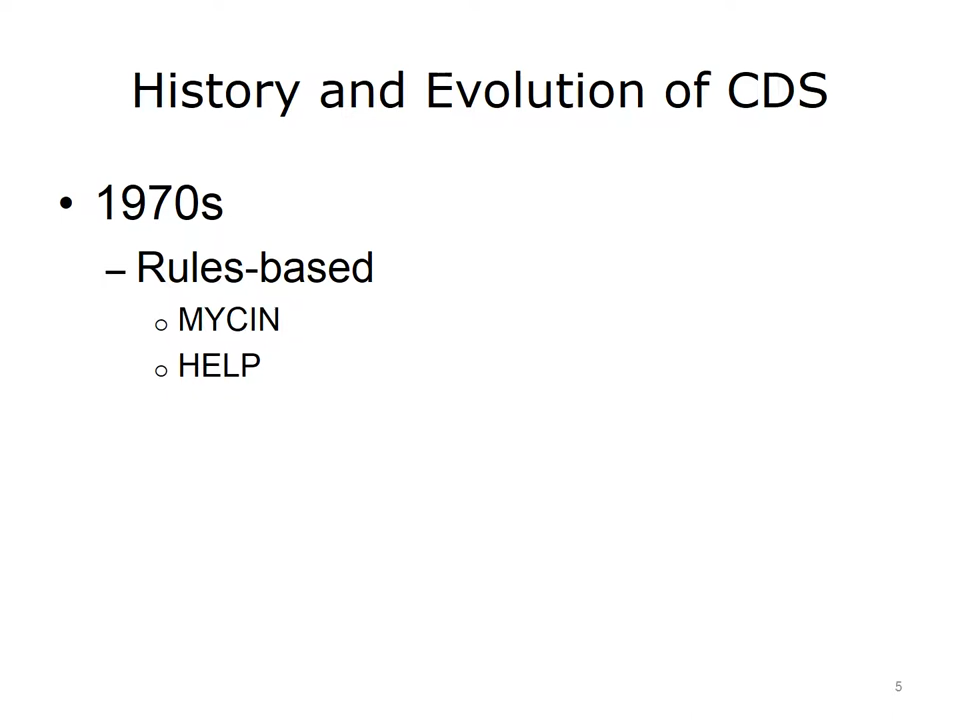 History and Evolution of CDS
• 1970s
– Rules-based
o MYCIN
o HELP
5